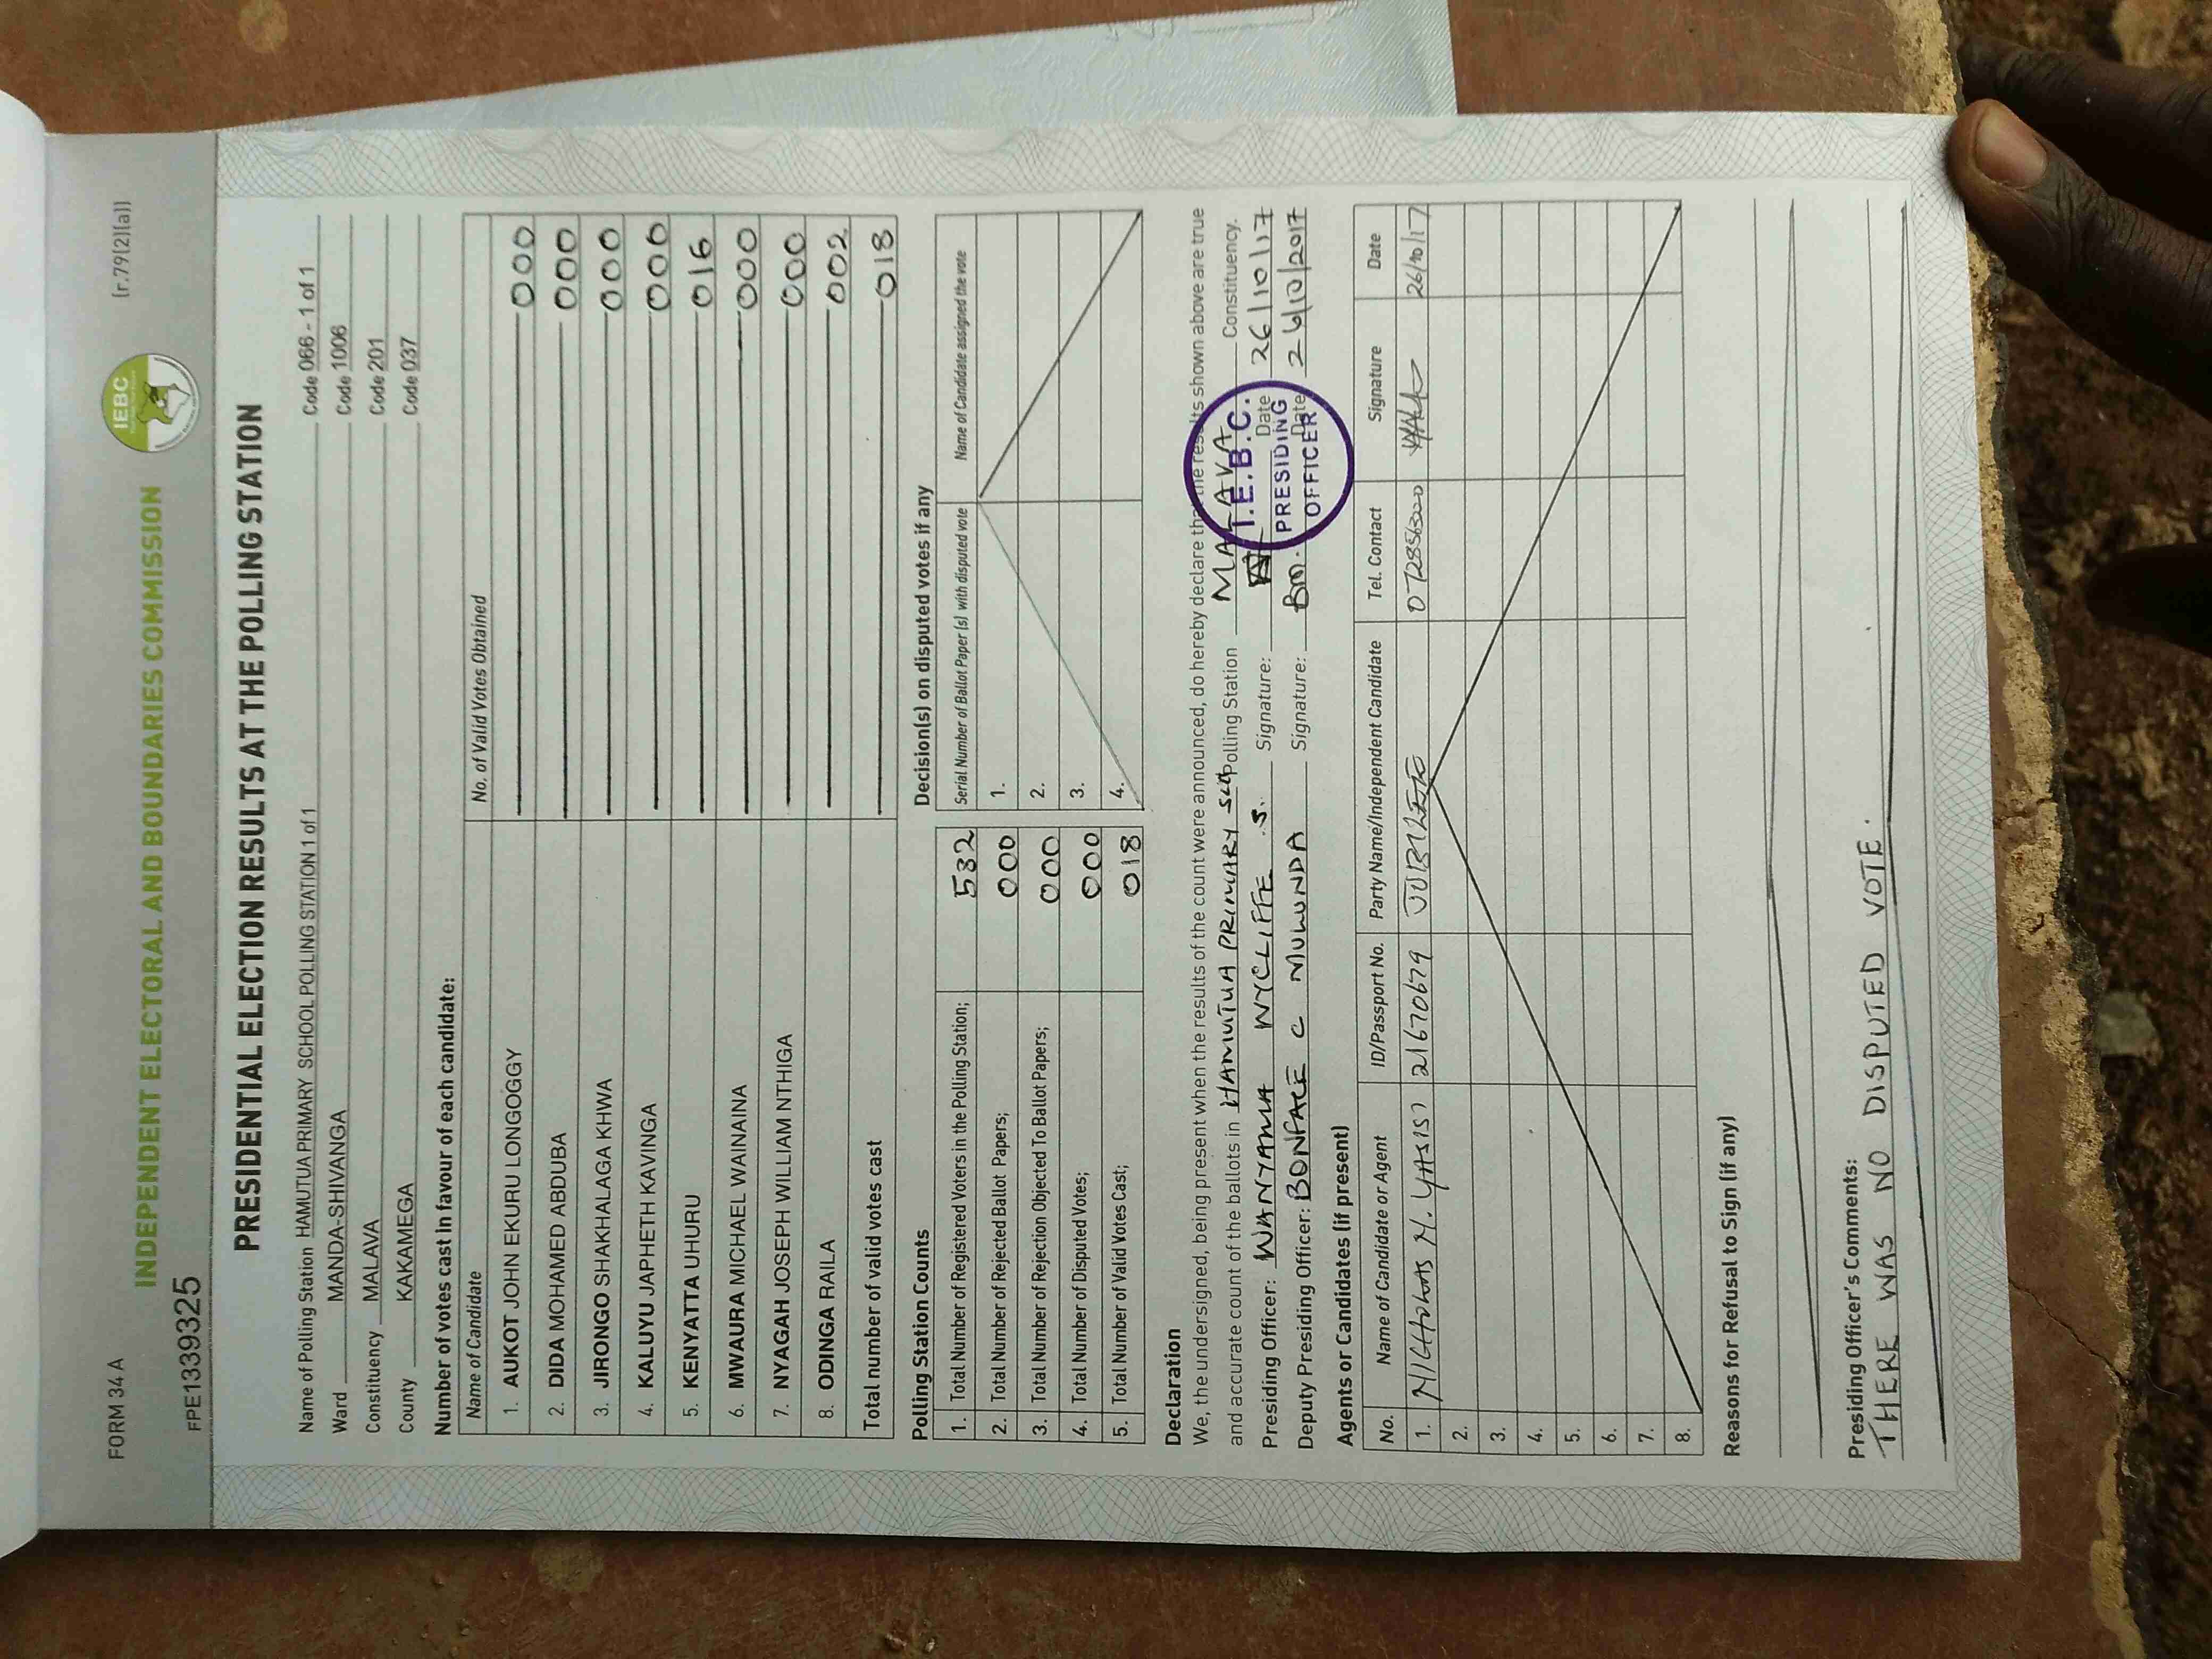 FORM 34 A
[r.79(2)(a)]
IEBC
INDEPENDENT ELECTORAL AND BOUNDARIES COMMISSION
FPE1339325
PRESIDENTIAL ELECTION RESULTS AT THE POLLING STATION
Name of Polling Station HAMUTUA PRIMARY SCHOOL POLLING STATION 1 of 1 Code 066 - 1 of 1
Ward MANDA-SHIVANGA Code 1006
Constituency MALAVA Code 201
County KAKAMEGA Code 037
Number of votes cast in favour of each candidate:
Name of Candidate No. of Valid Votes Obtained
1. AUKOT JOHN EKURU LONGOGGY 000
2. DIDA MOHAMED ABDUBA 000
3. JIRONGO SHAKHALAGA KHWA 000
4. KALUYU JAPHETH KAVINGA 000
5. KENYATTA UHURU 016
6. MWAURA MICHAEL WAINAINA 000
7. NYAGAH JOSEPH WILLIAM NTHIGA 000
8. ODINGA RAILA 002
Total number of valid votes cast 018
Polling Station Counts
1. Total Number of Registered Voters in the Polling Station; 532
2. Total Number of Rejected Ballot Papers; 000
3. Total Number of Rejection Objected To Ballot Papers; 000
4. Total Number of Disputed Votes; 000
5. Total Number of Valid Votes Cast; 018
Decision(s) on disputed votes if any
Serial Number of Ballot Paper (s) with disputed vote Name of Candidate assigned the vote
1.
2.
3.
4.
Declaration
We, the undersigned, being present when the results of the count were announced, do hereby declare that the results shown above are true
and accurate count of the ballots in HAMUTUA PRIMARY SCH Polling Station MALAVA Constituency.
Presiding Officer: WANYAMA WYCLIFFE .S. Signature: Date 26/10/17
Deputy Presiding Officer: BONFACE C MULUNDA Signature: Bm. Date 26/10/2017
I.E.B.C.
PRESIDING
OFFICER
Agents or Candidates (if present)
No. Name of Candidate or Agent ID/Passport No. Party Name/Independent Candidate Tel. Contact Signature Date
1. NICHOLAS M. YASISI 21670679 JUBILEE 0728563200 26/10/17
2.
3.
4.
5.
6.
7.
8.
Reasons for Refusal to Sign (if any)
Presiding Officer's Comments:
THERE WAS NO DISPUTED VOTE.